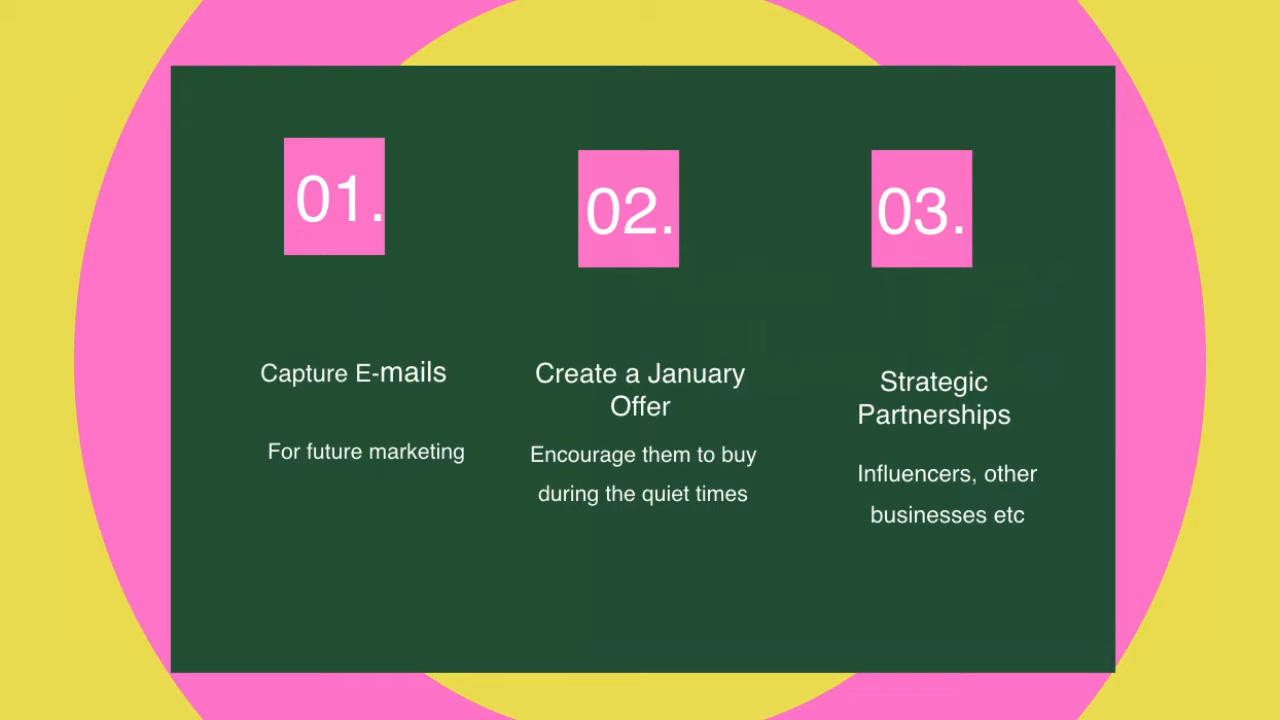 01.
Capture E-mails
For future marketing
02.
Create a January
Offer
Encourage them to buy
during the quiet times
03.
Strategic
Partnerships
Influencers, other
businesses etc